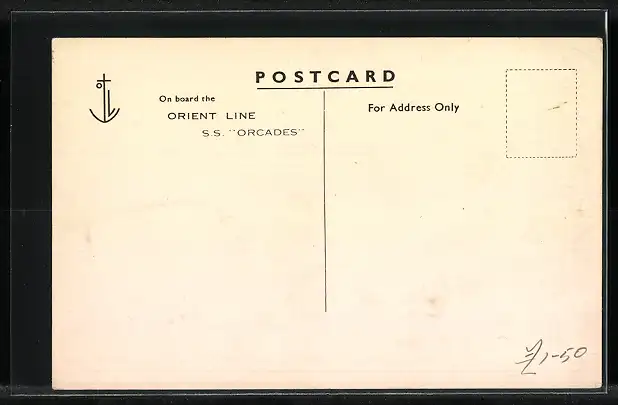 POSTCARD
On board the
ORIENT LINE
S.S. "ORCADES"
For Address Only
£1-50